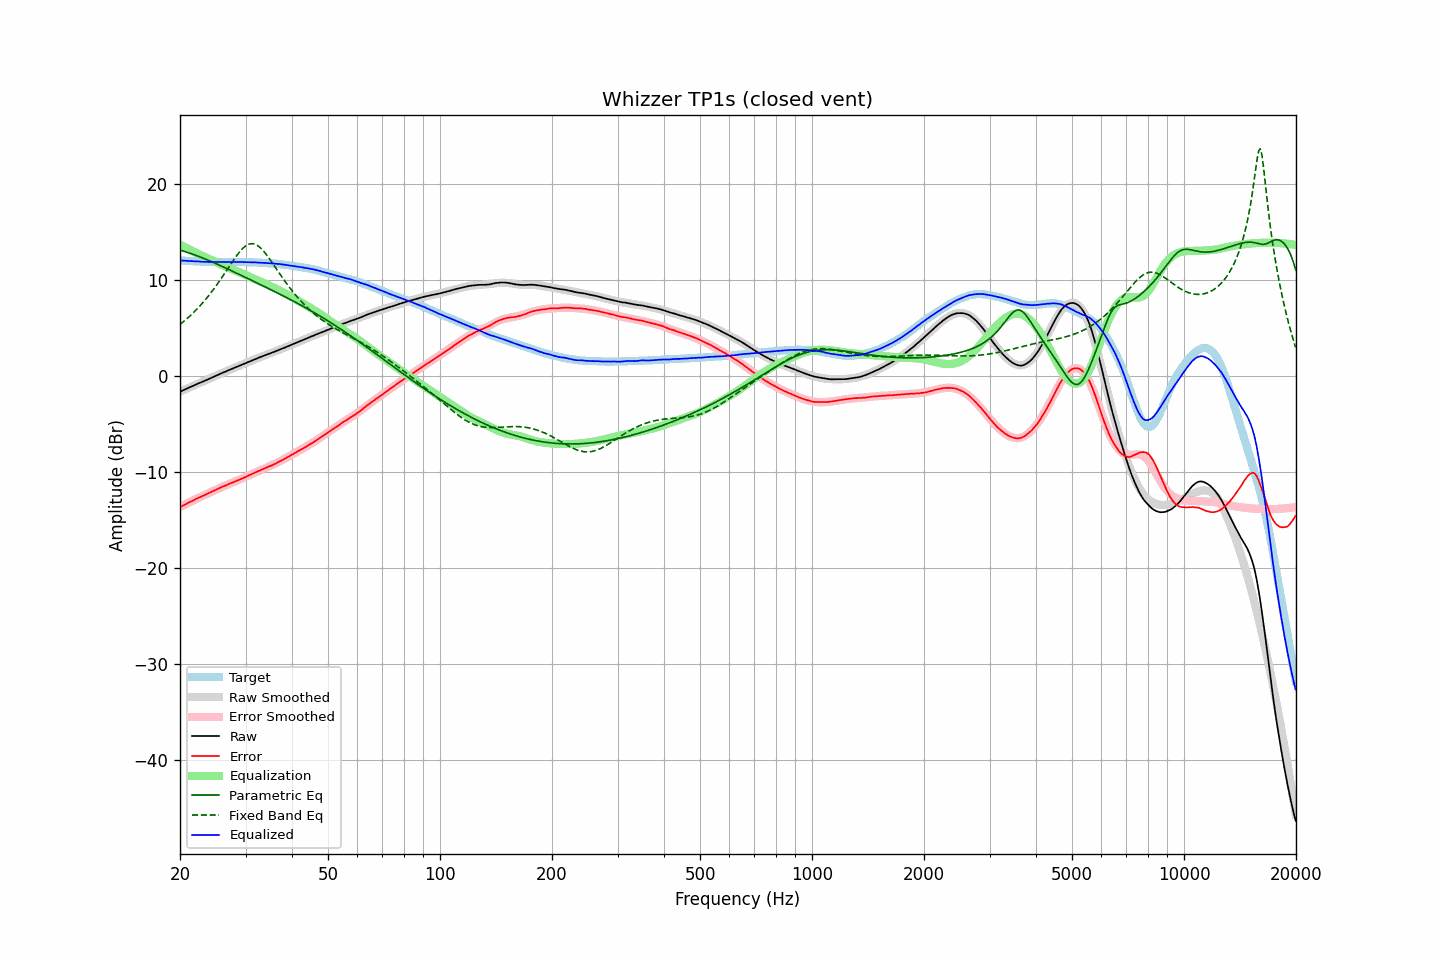 Whizzer TP1s (closed vent)
Amplitude (dBr)
20
10
0
−10
−20
−30
−40
Target
Raw Smoothed
Error Smoothed
Raw
Error
Equalization
Parametric Eq
Fixed Band Eq
Equalized
20 50 100 200 500 1000 2000 5000 10000 20000
Frequency (Hz)